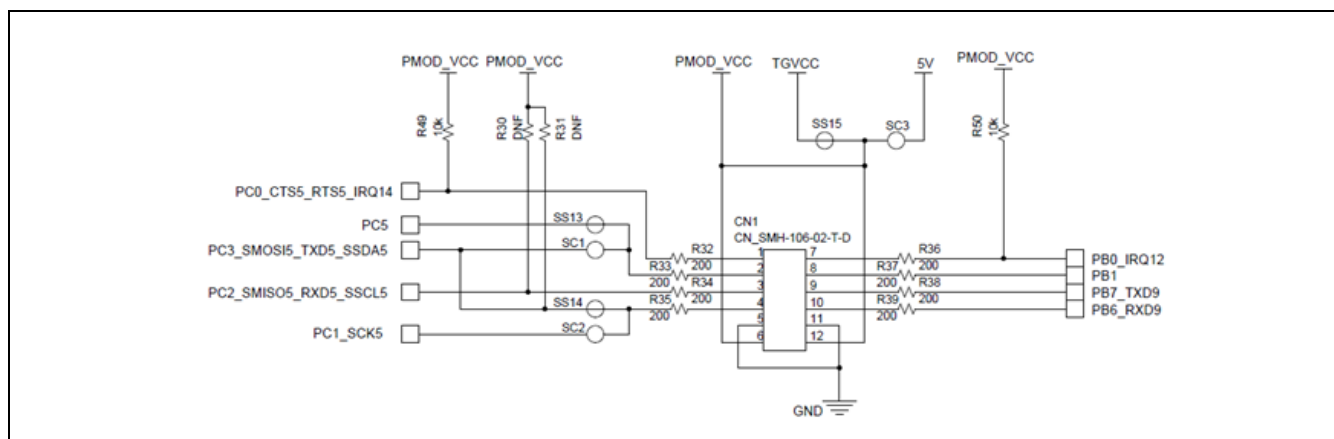 PMOD_VCC PMOD_VCC PMOD_VCC TGVCC 5V PMOD_VCC
R49 10k R30 DNF R31 DNF SS15 SC3 R50 10k
PC0_CTS5_RTS5_IRQ14
PC5 SS13 CN1
PC3_SMOSI5_TXD5_SSDA5 SC1 CN_SMH-106-02-T-D
R32 200 1 7 R36 200 PB0_IRQ12
R33 200 2 8 R37 200 PB1
PC2_SMISO5_RXD5_SSCL5 R34 200 3 9 R38 200 PB7_TXD9
SS14 R35 200 4 10 R39 200 PB6_RXD9
5 11
PC1_SCK5 SC2 6 12
GND